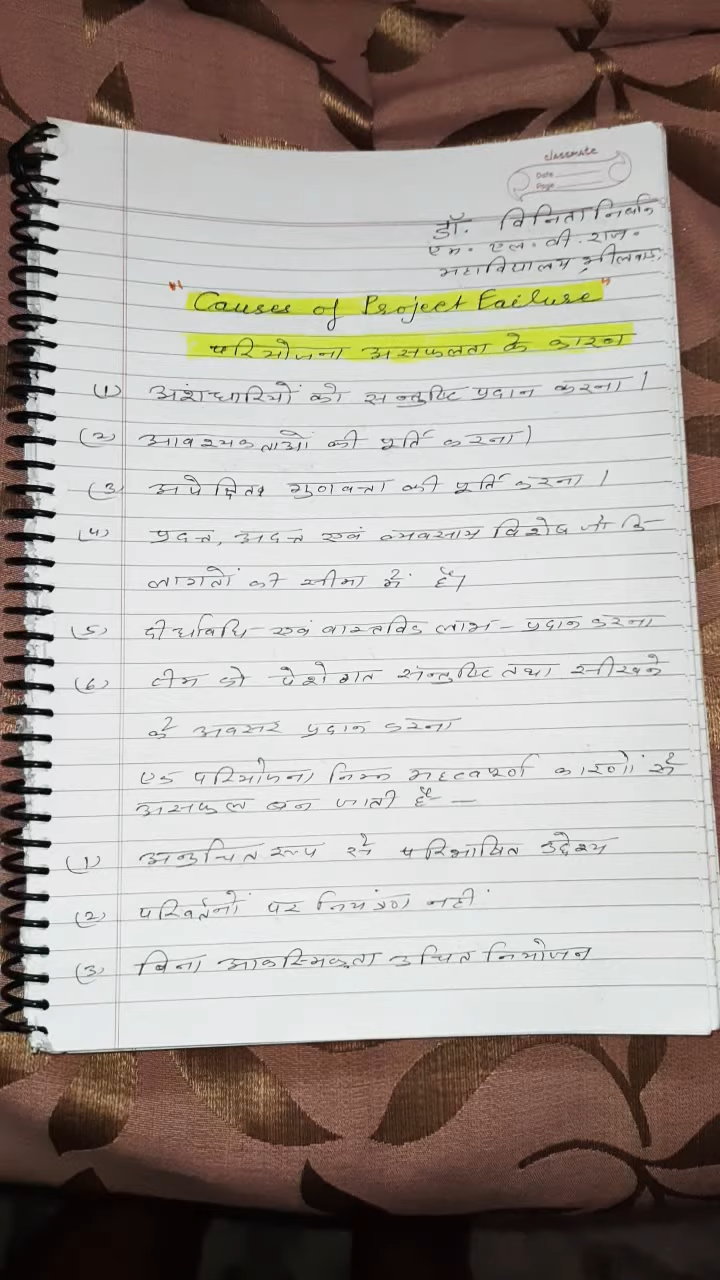 classmate
Date
Page
डॉ. विनिता
एम. एल. वी. राज.
महाविद्यालय, भीलवाड़ा
"Causes of Project Failure"
परियोजना असफलता के कारण
(1) अंशधारियों को सन्तुष्टि प्रदान करना।
(2) आवश्यकताओं की पूर्ति करना।
(3) अपेक्षित गुणवत्ता की पूर्ति करना।
(4) प्रदत्त, अदत्त एवं व्यवसाय विशेष जो कि
लागतों की सीमा में है।
(5) दीर्घावधि एवं वास्तविक लाभ - प्रदान करना
(6) टीम को पेशेगत सन्तुष्टि तथा सीखने
के अवसर प्रदान करना
एक परियोजना निम्न महत्वपूर्ण कारणों से
असफल बन जाती है -
(1) अनुचित रूप से परिभाषित उद्देश्य
(2) परिवर्तनों पर नियंत्रण नहीं
(3) बिना आकस्मिकता उचित नियोजन